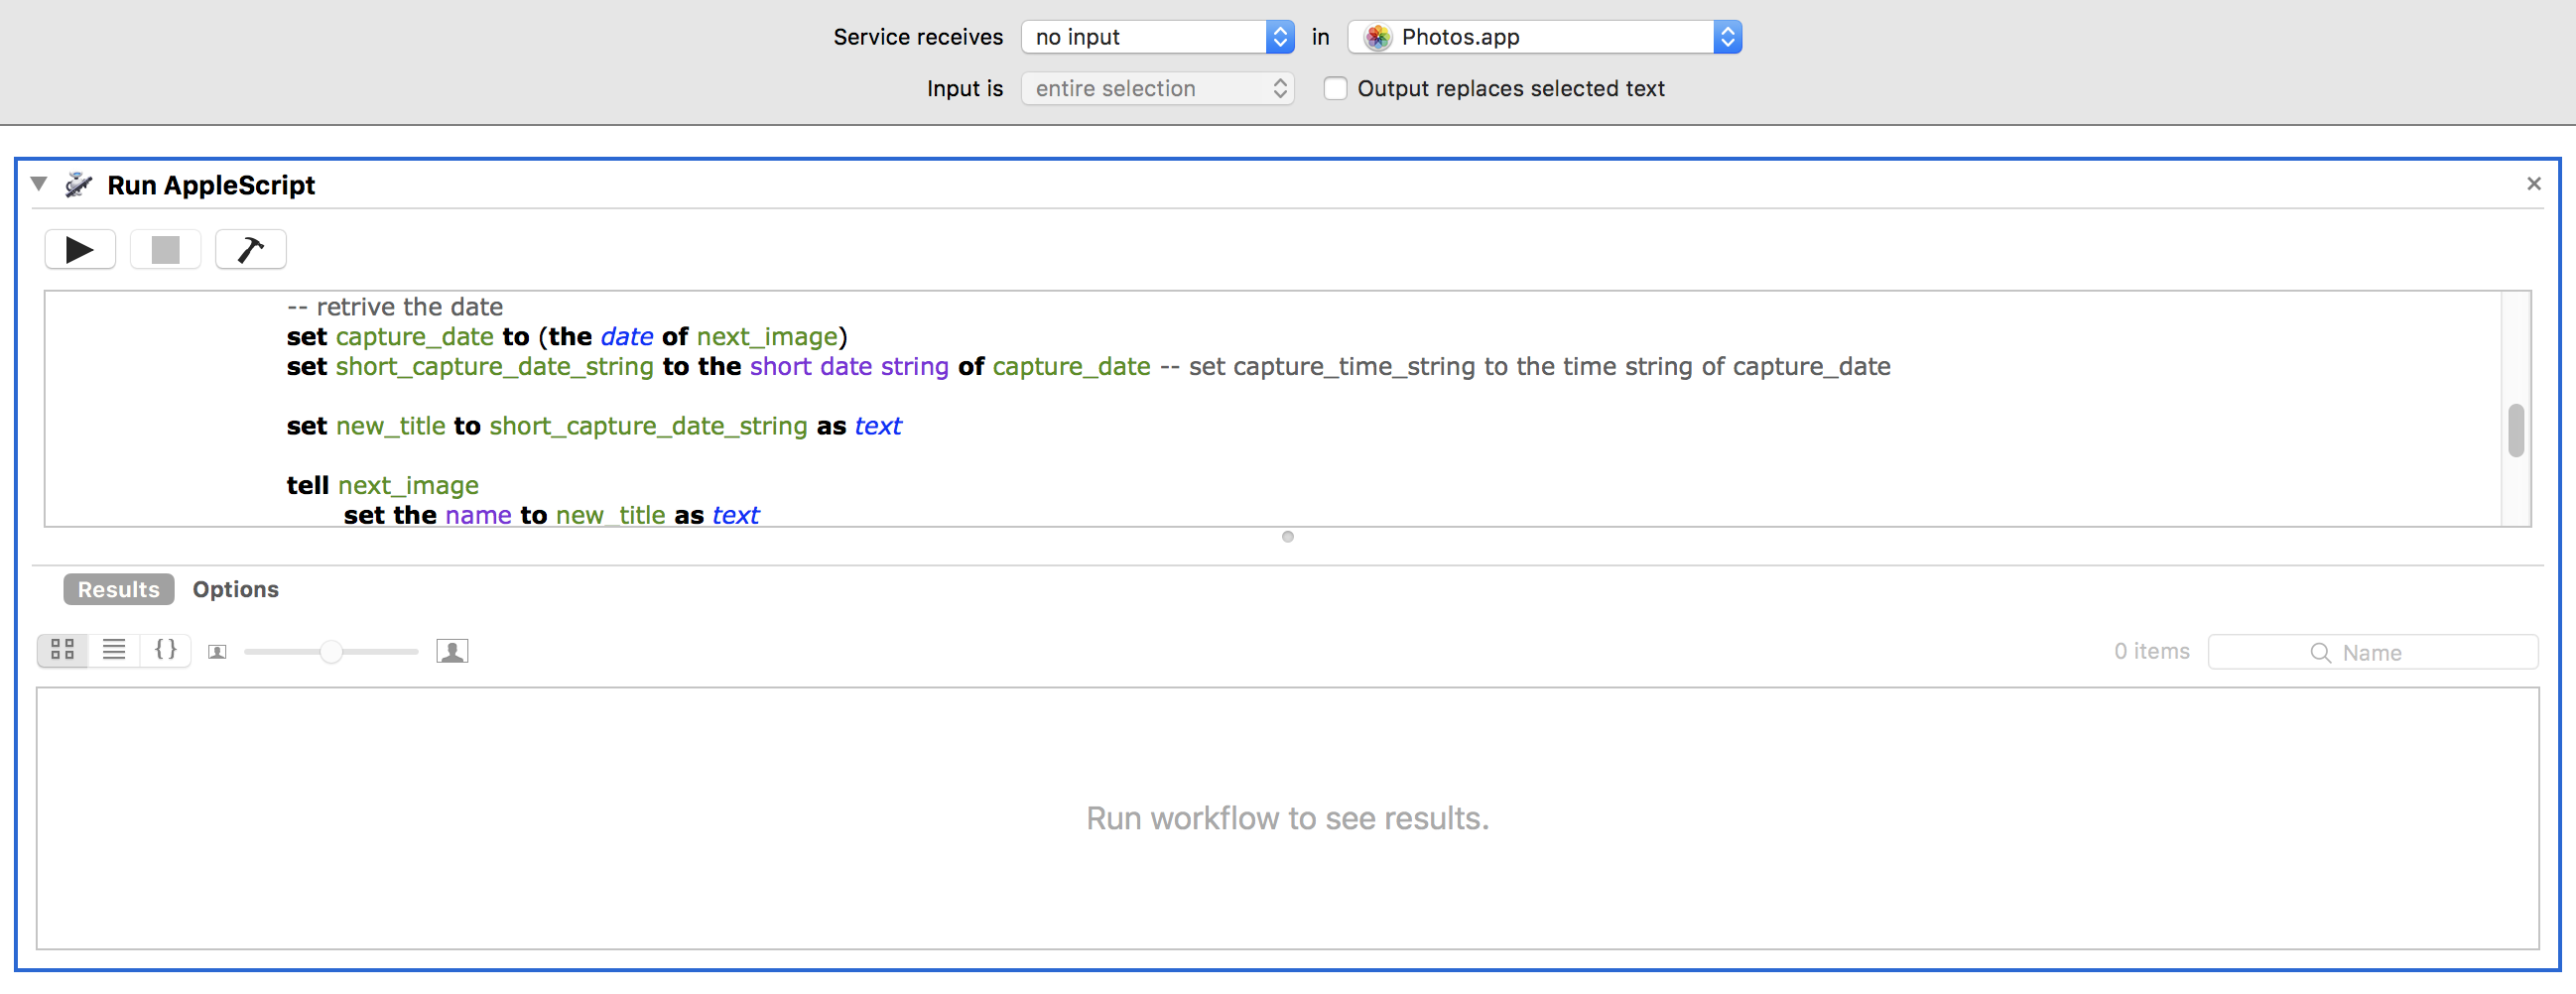 Service receives no input in Photos.app
Input is entire selection Output replaces selected text
Run AppleScript
-- retrive the date
set capture_date to (the date of next_image)
set short_capture_date_string to the short date string of capture_date -- set capture_time_string to the time string of capture_date
set new_title to short_capture_date_string as text
tell next_image
set the name to new_title as text
Results Options
{} 0 items Name
Run workflow to see results.